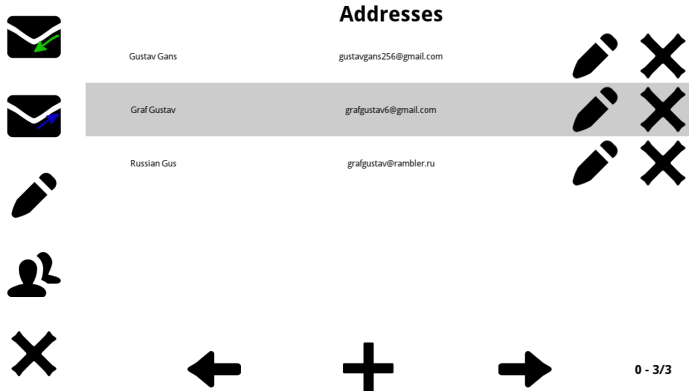 Addresses
Gustav Gans gustavgans256@gmail.com
Graf Gustav grafgustav6@gmail.com
Russian Gus grafgustav@rambler.ru
0 - 3/3